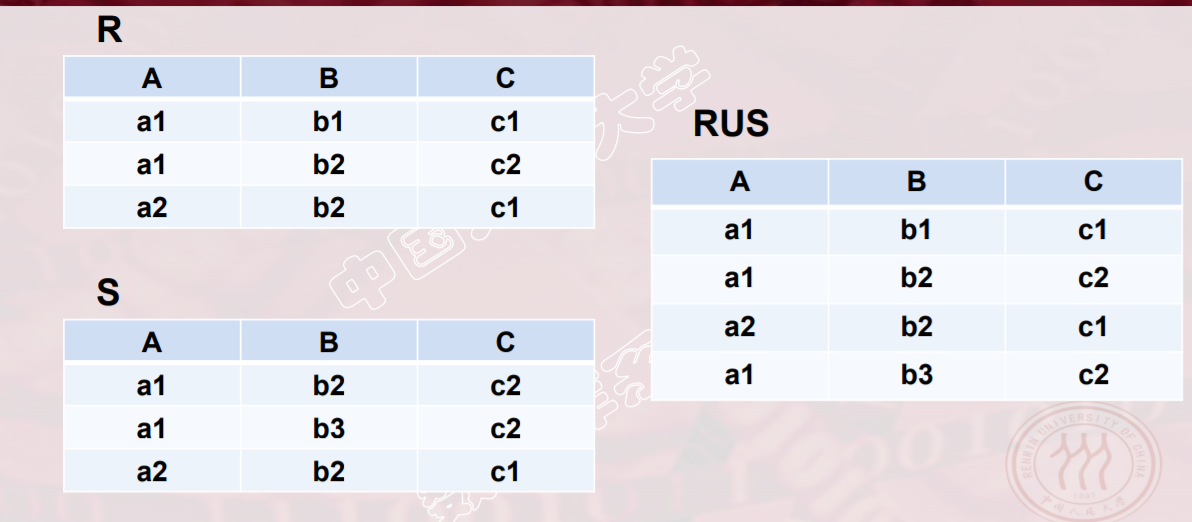 R
A B C
a1 b1 c1
a1 b2 c2
a2 b2 c1
S
A B C
a1 b2 c2
a1 b3 c2
a2 b2 c1
RUS
A B C
a1 b1 c1
a1 b2 c2
a2 b2 c1
a1 b3 c2
中国
大学
RENMIN UNIVERSITY OF CHINA
1937
中国人民大学